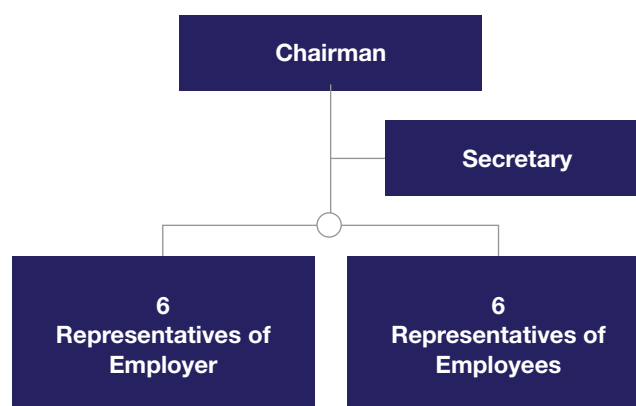 Chairman
Secretary
6
Representatives of
Employer
6
Representatives of
Employees